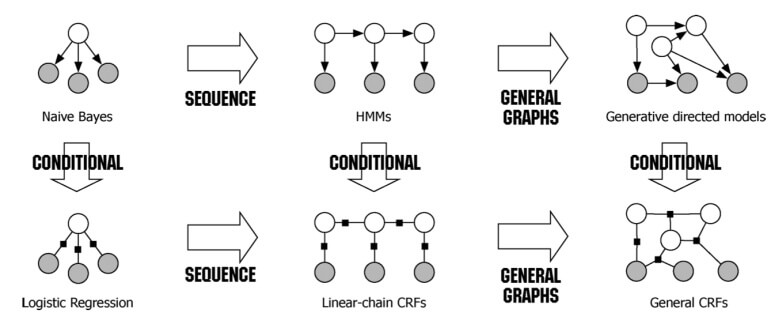 Naive Bayes
SEQUENCE
HMMs
GENERAL
GRAPHS
Generative directed models
CONDITIONAL
CONDITIONAL
CONDITIONAL
Logistic Regression
SEQUENCE
Linear-chain CRFs
GENERAL
GRAPHS
General CRFs